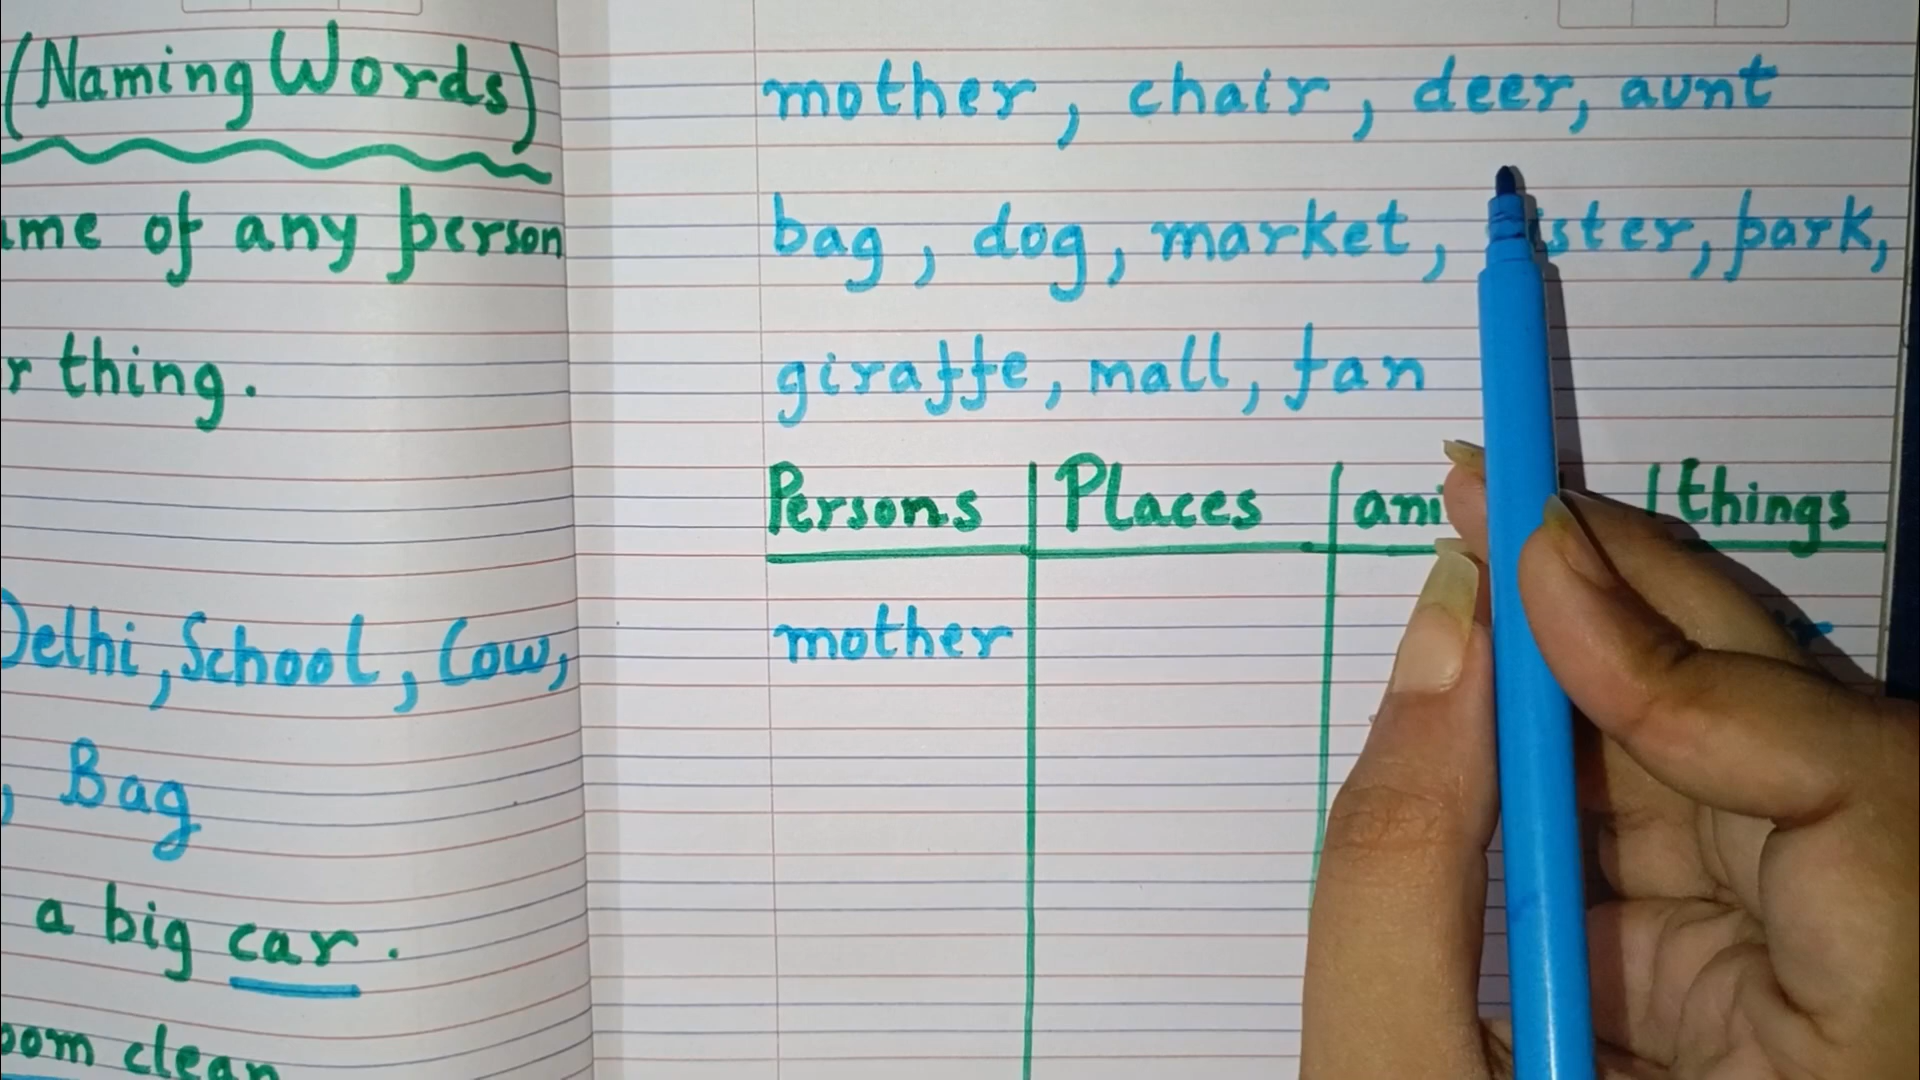 (Naming Words)
me of any person
r thing.
Delhi, School, Cow,
, Bag
a big car.
oom clean
mother, chair, deer, aunt
bag, dog, market, sister, park,
giraffe, mall, fan
Persons Places ani things
mother